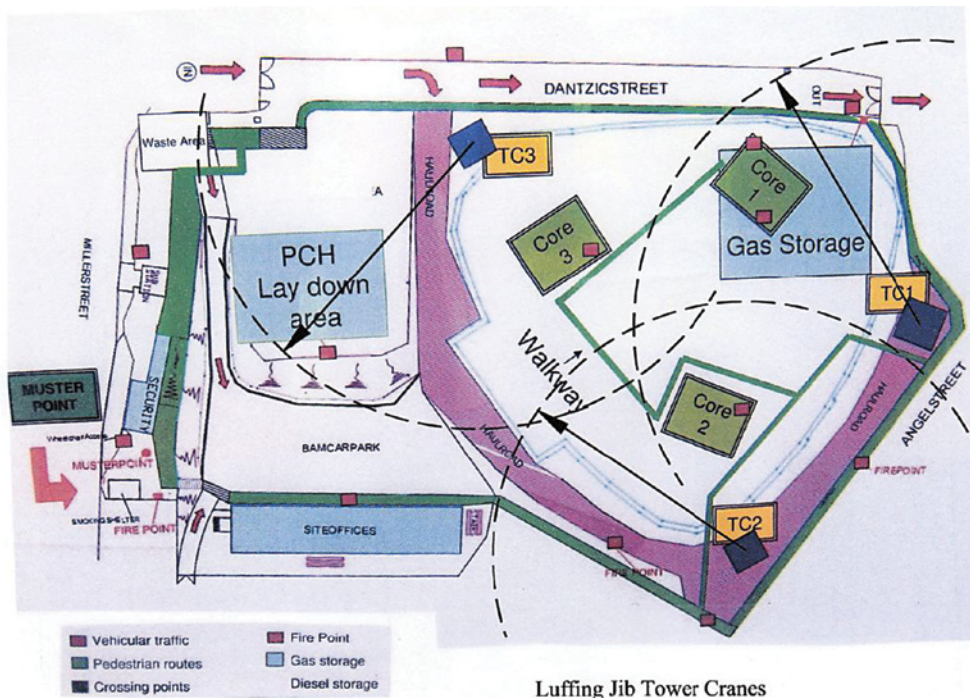 IN
DANTZICSTREET
OUT
Waste Area
HAULROAD
TC3
Core
1
Core
3
Gas Storage
A
PCH
Lay down
area
MILLERSTREET
TC1
Walkway
MUSTER
POINT
SECURITY
Core
2
HAULROAD
ANGELSTREET
HAULROAD
BAMCARPARK
MUSTERPOINT
FIREPOINT
SMOKINGSHELTER
FIRE POINT
SITEOFFICES
TC2
FIRE POINT
Vehicular traffic
Fire Point
Pedestrian routes
Gas storage
Crossing points
Diesel storage
Luffing Jib Tower Cranes